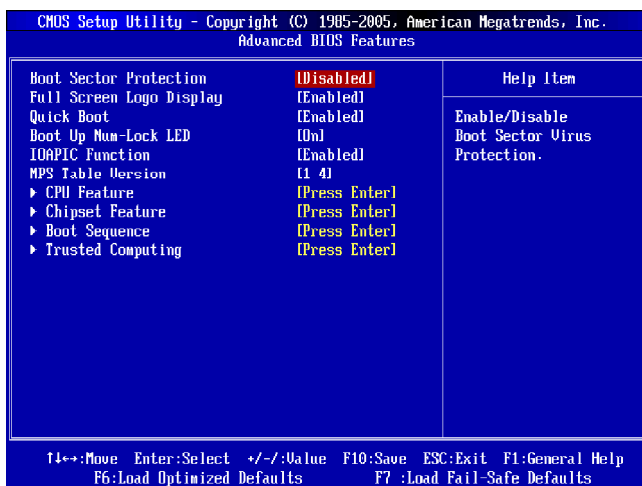 CMOS Setup Utility - Copyright (C) 1985-2005, American Megatrends, Inc.
Advanced BIOS Features
Boot Sector Protection [Disabled]
Full Screen Logo Display [Enabled]
Quick Boot [Enabled]
Boot Up Num-Lock LED [On]
IOAPIC Function [Enabled]
MPS Table Version [1 4]
▶ CPU Feature [Press Enter]
▶ Chipset Feature [Press Enter]
▶ Boot Sequence [Press Enter]
▶ Trusted Computing [Press Enter]
Help Item
Enable/Disable
Boot Sector Virus
Protection.
↑↓←→:Move Enter:Select +/-/:Value F10:Save ESC:Exit F1:General Help
F6:Load Optimized Defaults F7 :Load Fail-Safe Defaults